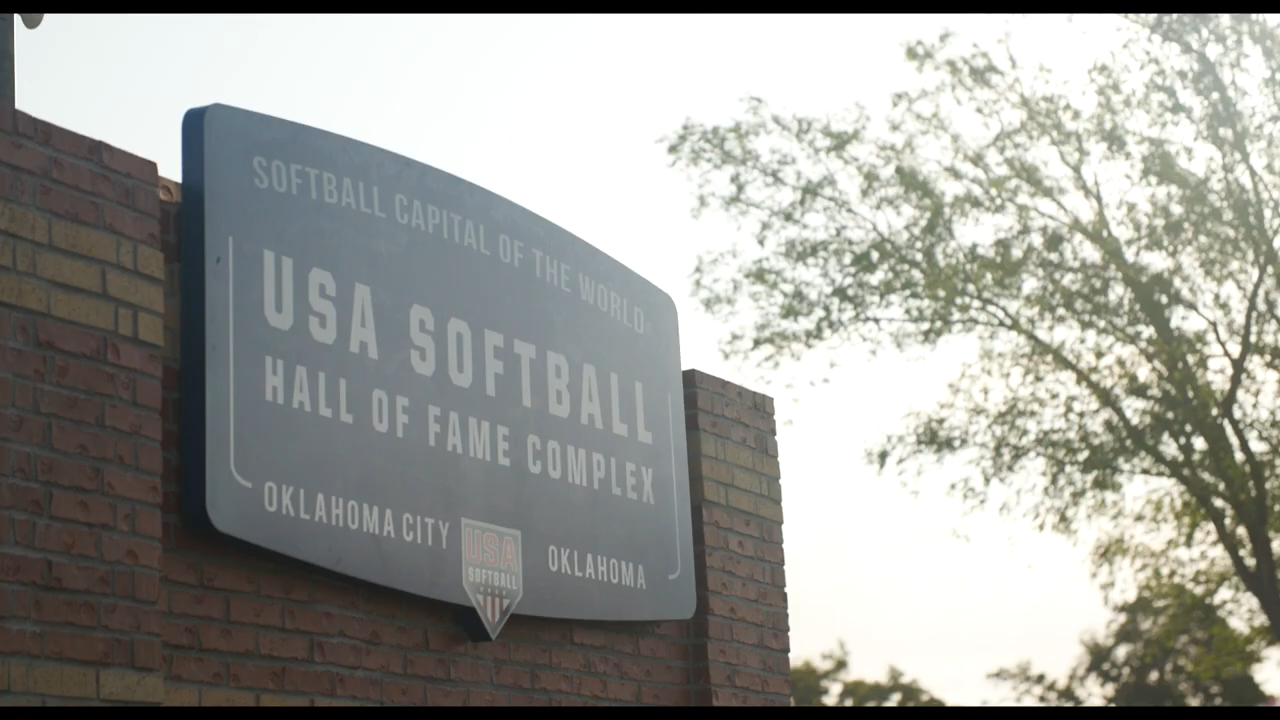 SOFTBALL CAPITAL OF THE WORLD
USA SOFTBALL
HALL OF FAME COMPLEX
OKLAHOMA CITY
OKLAHOMA
USA
SOFTBALL